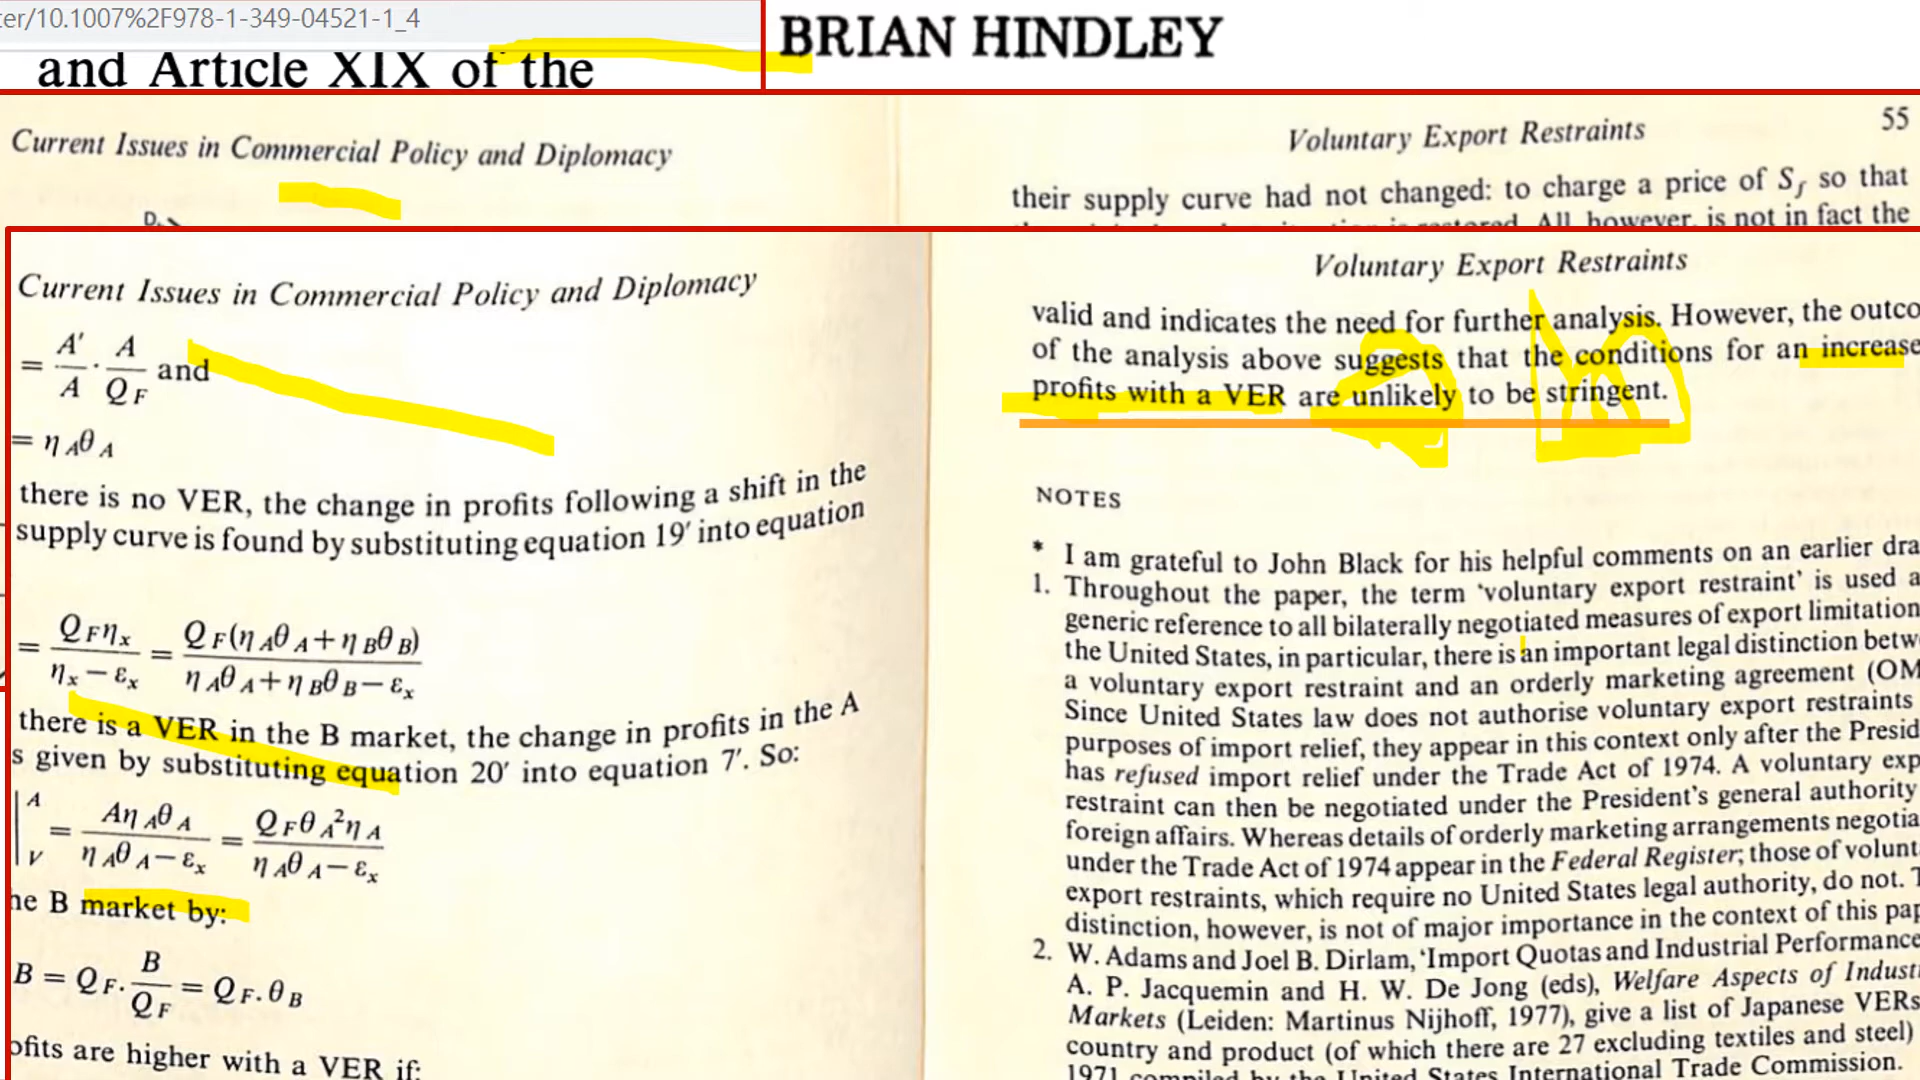 ter/10.1007%2F978-1-349-04521-1_4
and Article XIX of the
BRIAN HINDLEY
Current Issues in Commercial Policy and Diplomacy
D
Voluntary Export Restraints
55
their supply curve had not changed: to charge a price of S_f so that
All, however, is not in fact the
Current Issues in Commercial Policy and Diplomacy
= A'/A · A/Q_F and
= η_Aθ_A
there is no VER, the change in profits following a shift in the
supply curve is found by substituting equation 19′ into equation
= Q_Fη_x/(η_x − ε_x) = Q_F(η_Aθ_A + η_Bθ_B)/(η_Aθ_A + η_Bθ_B − ε_x)
there is a VER in the B market, the change in profits in the A
s given by substituting equation 20′ into equation 7′. So:
|^A_V = Aη_Aθ_A/(η_Aθ_A − ε_x) = Q_Fθ_A²η_A/(η_Aθ_A − ε_x)
he B market by:
B = Q_F · B/Q_F = Q_F.θ_B
ofits are higher with a VER if:
Voluntary Export Restraints
valid and indicates the need for further analysis. However, the outco
of the analysis above suggests that the conditions for an increase
profits with a VER are unlikely to be stringent.
NOTES
* I am grateful to John Black for his helpful comments on an earlier dra
1. Throughout the paper, the term ‘voluntary export restraint’ is used a
generic reference to all bilaterally negotiated measures of export limitation
the United States, in particular, there is an important legal distinction betw
a voluntary export restraint and an orderly marketing agreement (OM
Since United States law does not authorise voluntary export restraints
purposes of import relief, they appear in this context only after the Presid
has refused import relief under the Trade Act of 1974. A voluntary exp
restraint can then be negotiated under the President’s general authority
foreign affairs. Whereas details of orderly marketing arrangements negotia
under the Trade Act of 1974 appear in the Federal Register, those of volunt
export restraints, which require no United States legal authority, do not. T
distinction, however, is not of major importance in the context of this pap
2. W. Adams and Joel B. Dirlam, ‘Import Quotas and Industrial Performance
A. P. Jacquemin and H. W. De Jong (eds), Welfare Aspects of Industr
Markets (Leiden: Martinus Nijhoff, 1977), give a list of Japanese VERs
country and product (of which there are 27 excluding textiles and steel)
1971 compiled by the United States International Trade Commission.